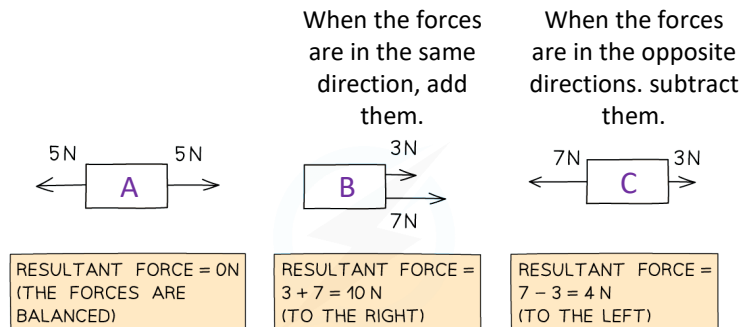 When the forces
are in the same
direction, add
them.
When the forces
are in the opposite
directions. subtract
them.
5N
5N
A
3N
B
7N
7N
3N
C
RESULTANT FORCE = 0N
(THE FORCES ARE
BALANCED)
RESULTANT FORCE =
3 + 7 = 10 N
(TO THE RIGHT)
RESULTANT FORCE =
7 – 3 = 4 N
(TO THE LEFT)